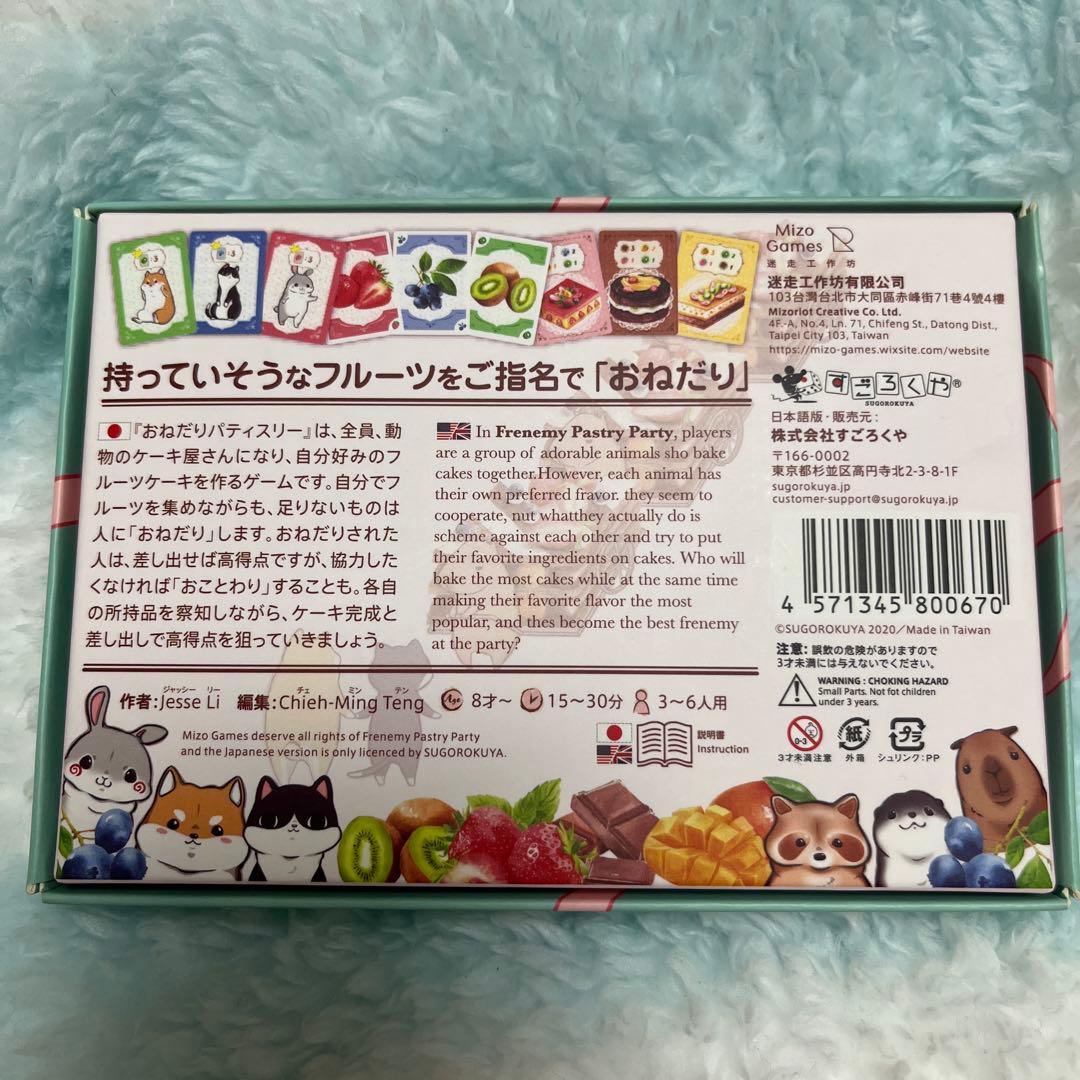 持っていそうなフルーツをご指名で「おねだり」
『おねだりパティスリー』は、全員、動
物のケーキ屋さんになり、自分好みのフ
ルーツケーキを作るゲームです。自分でフ
ルーツを集めながらも、足りないものは
人に「おねだり」します。おねだりされた
人は、差し出せば高得点ですが、協力した
くなければ「おことわり」することも。各自
の所持品を察知しながら、ケーキ完成と
差し出しで高得点を狙っていきましょう。
In Frenemy Pastry Party, players
are a group of adorable animals sho bake
cakes together.However, each animal has
their own preferred fravor. they seem to
cooperate, nut whatthey actually do is
scheme against each other and try to put
their favorite ingredients on cakes. Who will
bake the most cakes while at the same time
making their favorite flavor the most
popular, and thes become the best frenemy
at the party?
ジャッシー リー チェ ミン テン
作者:Jesse Li 編集:Chieh-Ming Teng Age 8才〜 15〜30分 3〜6人用
Mizo Games deserve all rights of Frenemy Pastry Party
and the Japanese version is only licenced by SUGOROKUYA.
説明書
Instruction
Mizo
Games
迷走工作坊
迷走工作坊有限公司
103台灣台北市大同區赤峰街71巷4號4樓
Mizoriot Creative Co. Ltd.
4F.-A, No.4, Ln. 71, Chifeng St., Datong Dist.,
Taipei City 103, Taiwan
https://mizo-games.wixsite.com/website
すごろくや®
SUGOROKUYA
日本語版・販売元:
株式会社すごろくや
〒166-0002
東京都杉並区高円寺北2-3-8-1F
sugorokuya.jp
customer-support@sugorokuya.jp
4 571345 800670
©SUGOROKUYA 2020/Made in Taiwan
注意: 誤飲の危険がありますので
3才未満には与えないでください。
WARNING : CHOKING HAZARD
Small Parts. Not fot children
under 3 years.
0-3 紙 プラ
3才未満注意 外箱 シュリンク:PP